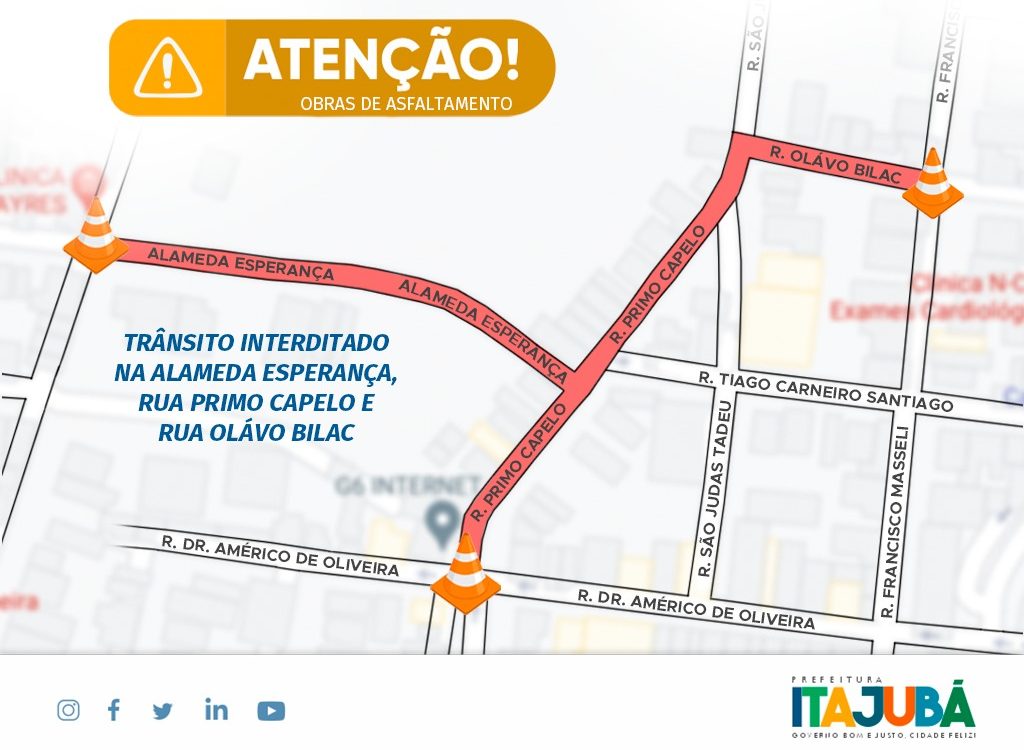 ATENÇÃO!
OBRAS DE ASFALTAMENTO
R. SÃO
R. FRANCIS
R. OLÁVO BILAC
AYRES
ALAMEDA ESPERANÇA
ALAMEDA ESPERANÇA
R. PRIMO CAPELO
Clínica N-C
Exames Cardiológ
TRÂNSITO INTERDITADO
NA ALAMEDA ESPERANÇA,
RUA PRIMO CAPELO E
RUA OLÁVO BILAC
R. TIAGO CARNEIRO SANTIAGO
R. PRIMO CAPELO
R. SÃO JUDAS TADEU
R. FRANCISCO MASSELI
G6 INTERNET
R. DR. AMÉRICO DE OLIVEIRA
R. DR. AMÉRICO DE OLIVEIRA
eira
PREFEITURA
ITAJUBÁ
GOVERNO BOM E JUSTO, CIDADE FELIZ!